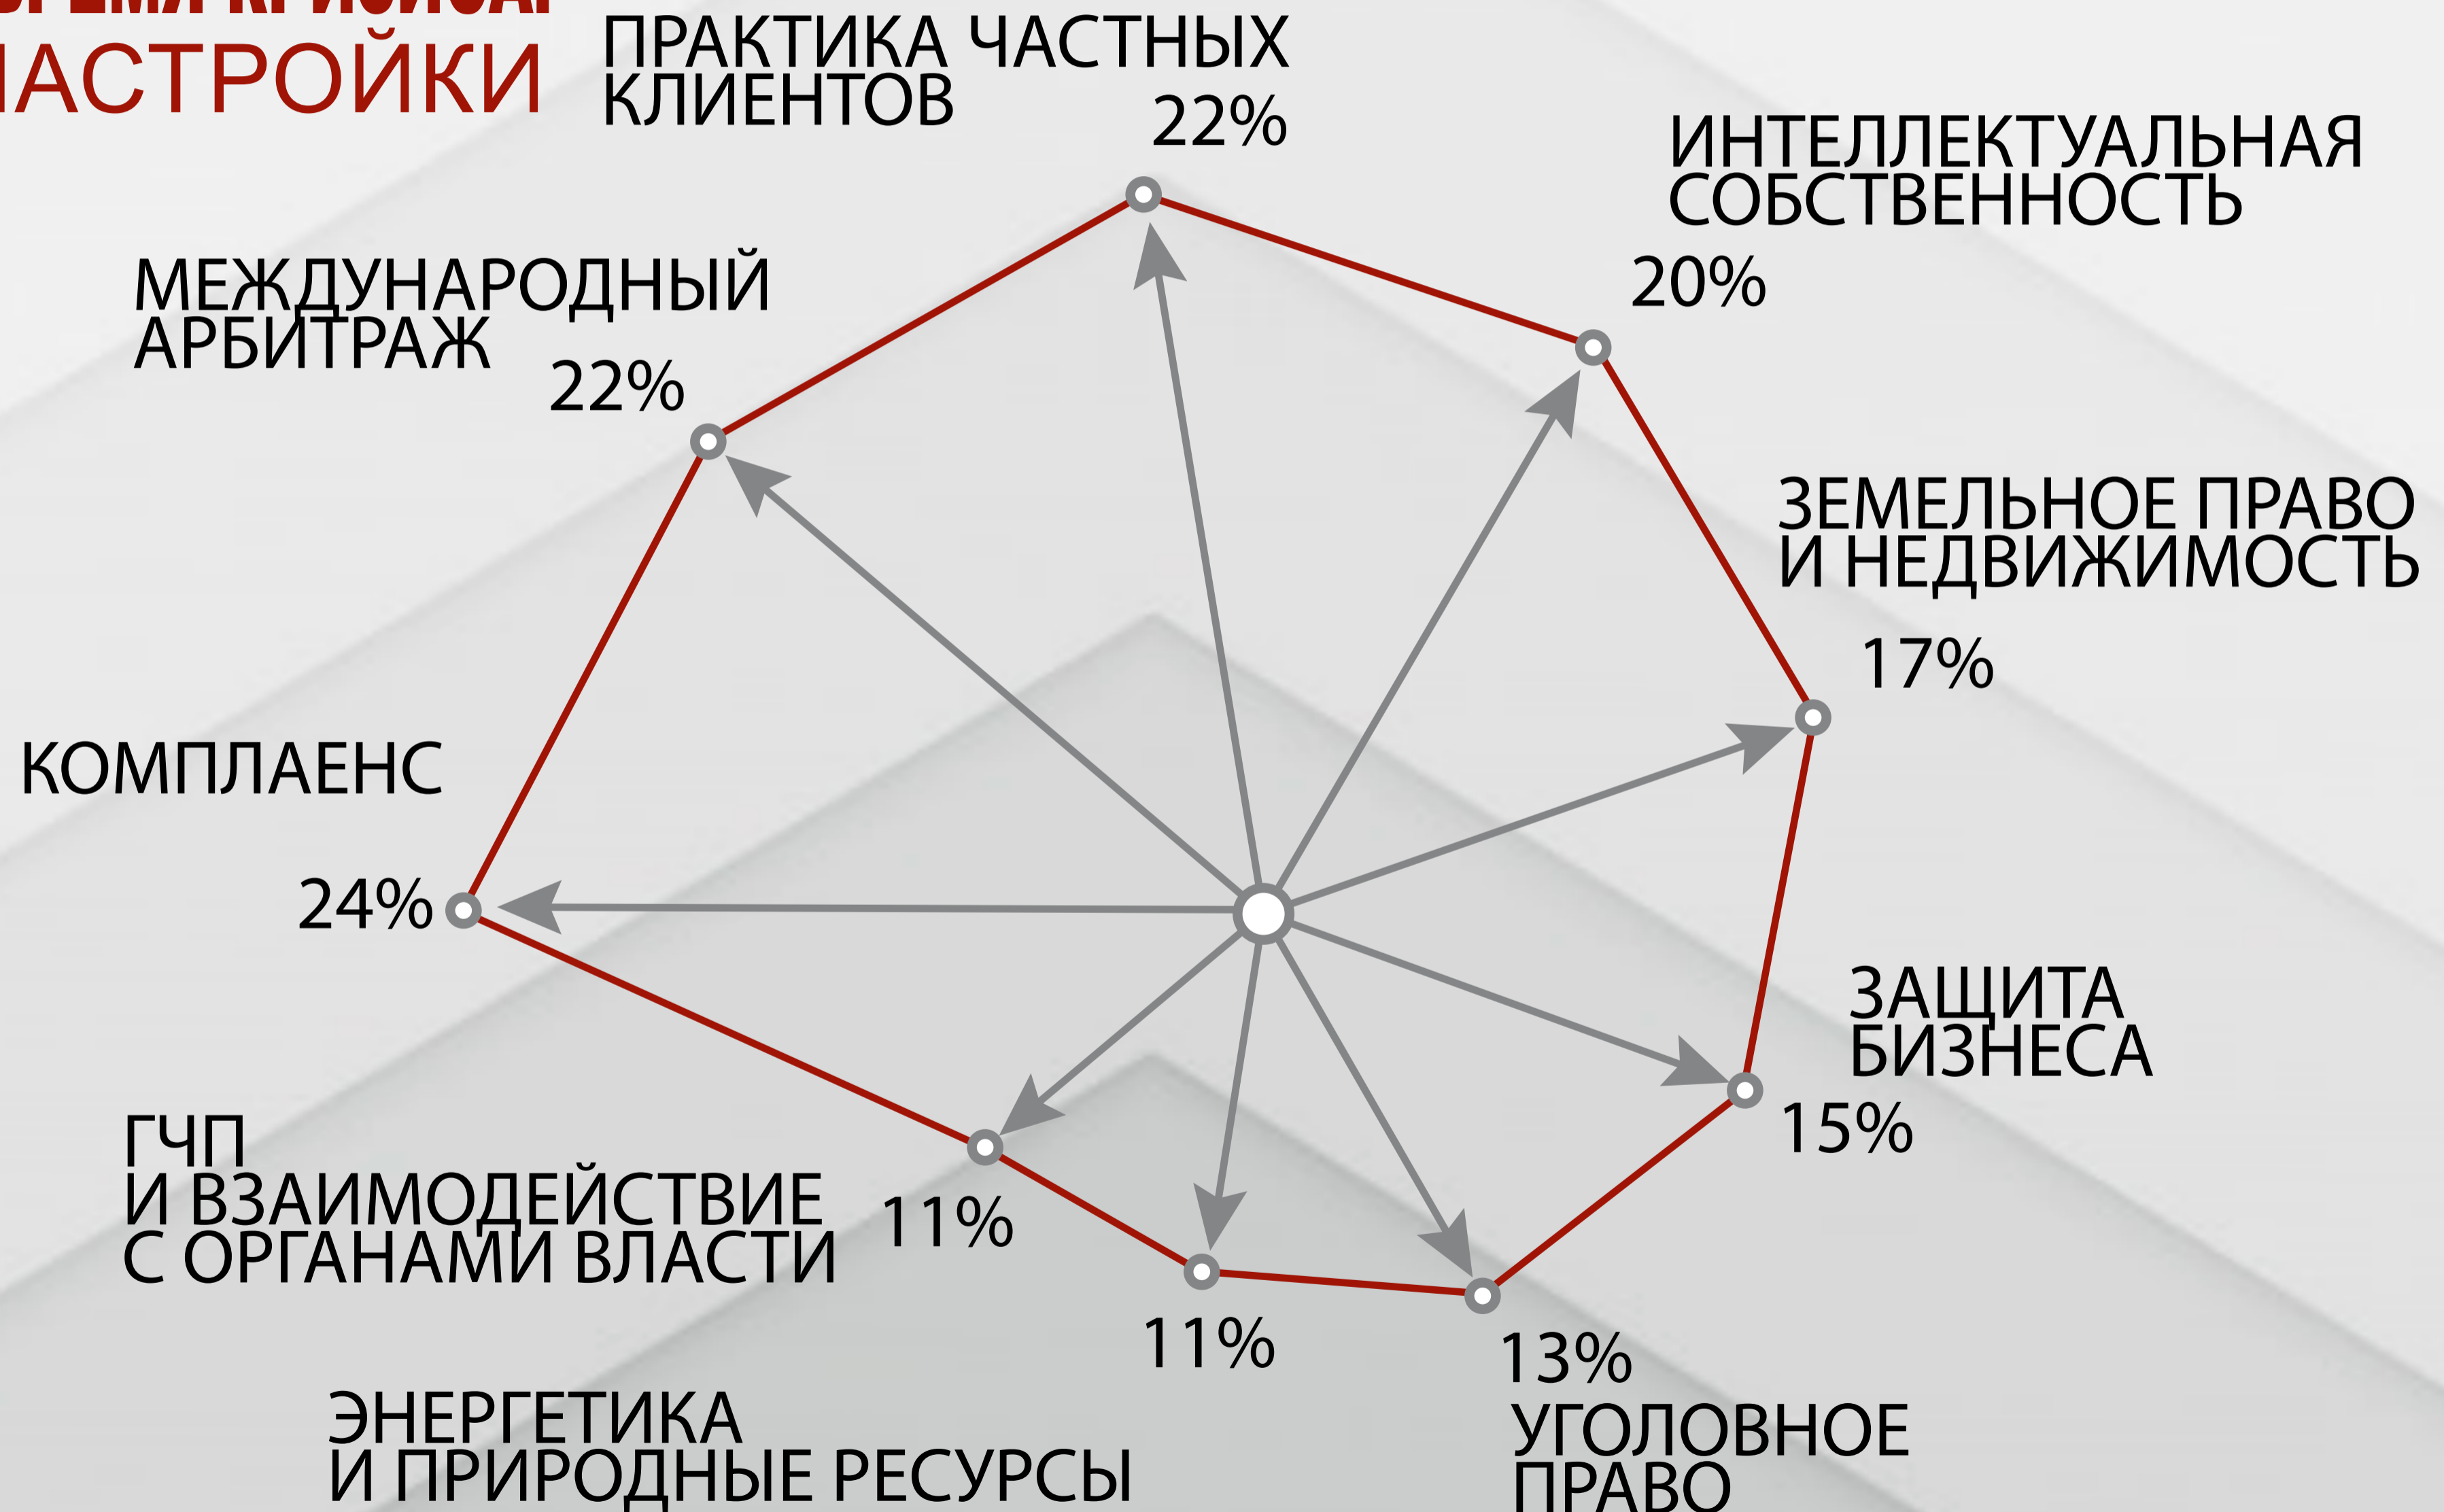 ПРАКТИКА ЧАСТНЫХ
КЛИЕНТОВ
22%
ИНТЕЛЛЕКТУАЛЬНАЯ
СОБСТВЕННОСТЬ
20%
МЕЖДУНАРОДНЫЙ
АРБИТРАЖ
22%
ЗЕМЕЛЬНОЕ ПРАВО
И НЕДВИЖИМОСТЬ
17%
КОМПЛАЕНС
24%
ЗАЩИТА
БИЗНЕСА
15%
ГЧП
И ВЗАИМОДЕЙСТВИЕ
С ОРГАНАМИ ВЛАСТИ
11%
11%
ЭНЕРГЕТИКА
И ПРИРОДНЫЕ РЕСУРСЫ
13%
УГОЛОВНОЕ
ПРАВО